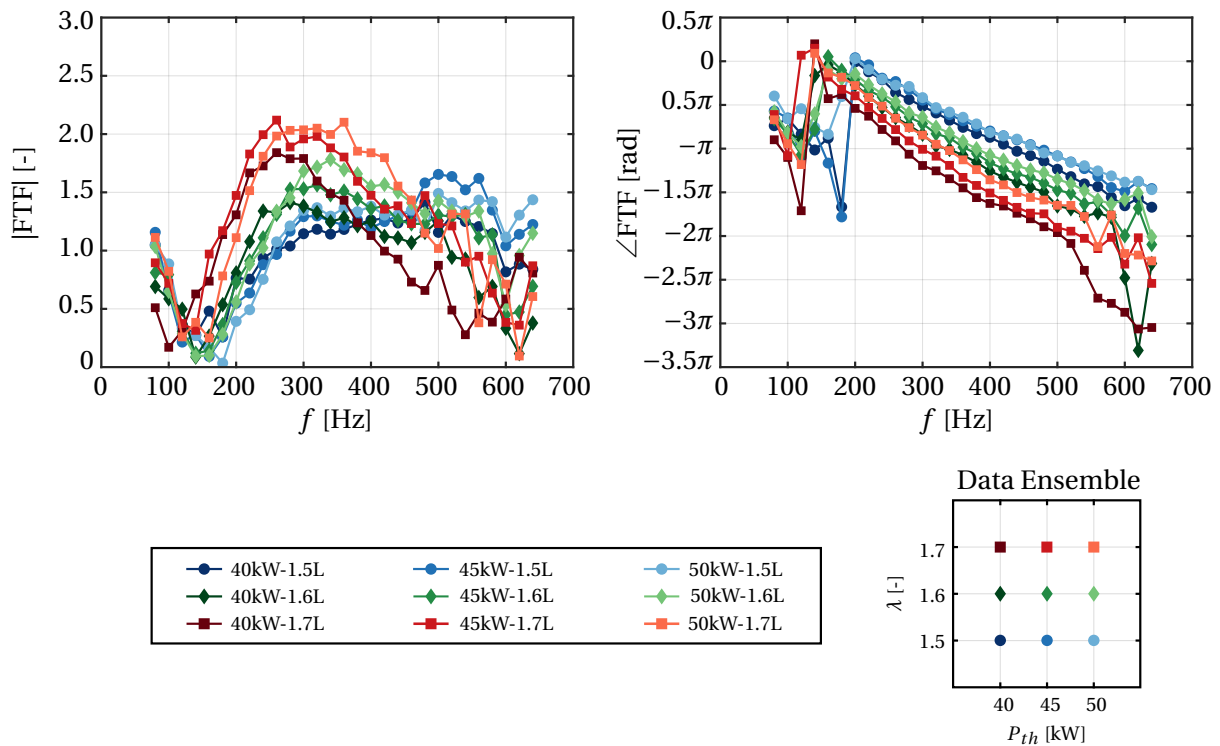 3.0
2.5
2.0
1.5
1.0
0.5
0
|FTF| [-]
0 100 200 300 400 500 600 700
f [Hz]
0.5π
0
0.5π
−π
−1.5π
−2π
−2.5π
−3π
−3.5π
∠FTF [rad]
0 100 200 300 400 500 600 700
f [Hz]
40kW-1.5L 45kW-1.5L 50kW-1.5L
40kW-1.6L 45kW-1.6L 50kW-1.6L
40kW-1.7L 45kW-1.7L 50kW-1.7L
Data Ensemble
1.7
1.6
1.5
λ [-]
40 45 50
Pth [kW]